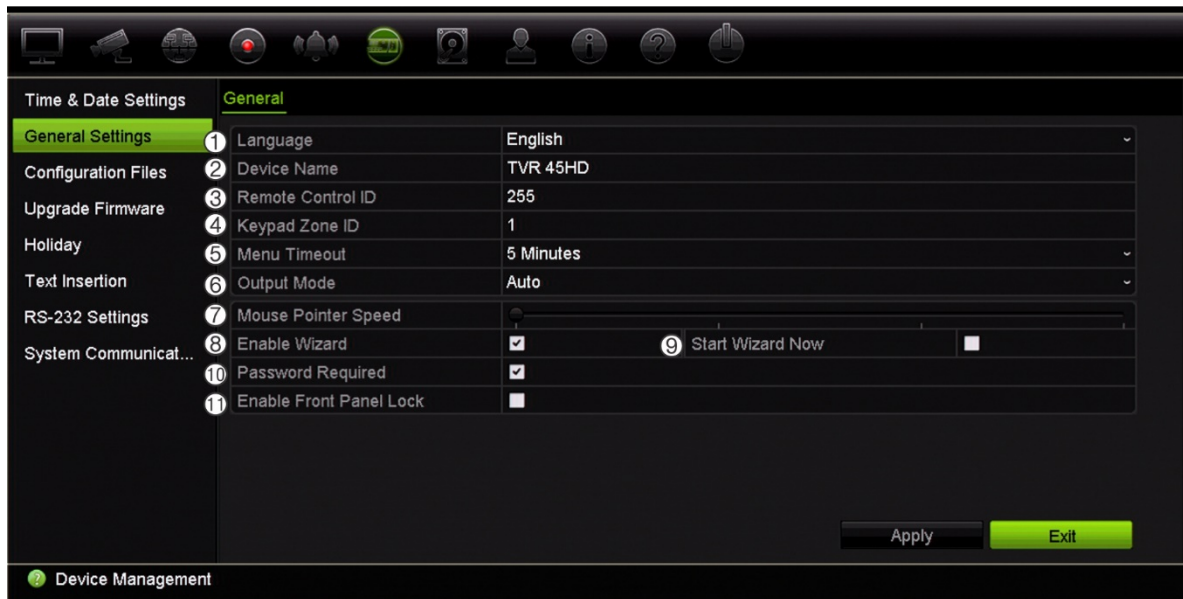 Time & Date Settings
General Settings
Configuration Files
Upgrade Firmware
Holiday
Text Insertion
RS-232 Settings
System Communicat...
General
① Language English
② Device Name TVR 45HD
③ Remote Control ID 255
④ Keypad Zone ID 1
⑤ Menu Timeout 5 Minutes
⑥ Output Mode Auto
⑦ Mouse Pointer Speed
⑧ Enable Wizard ⑨ Start Wizard Now
⑩ Password Required
⑪ Enable Front Panel Lock
Apply Exit
? Device Management